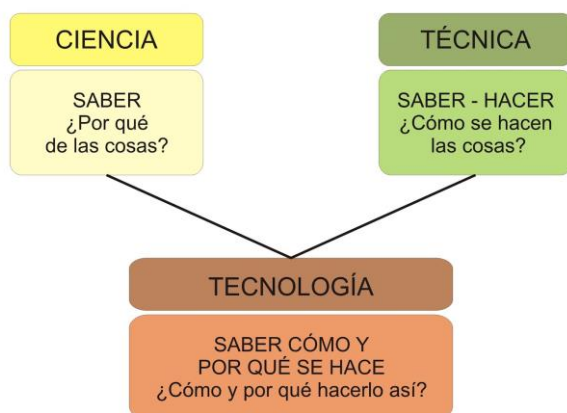 CIENCIA
SABER
¿Por qué
de las cosas?
TÉCNICA
SABER - HACER
¿Cómo se hacen
las cosas?
TECNOLOGÍA
SABER CÓMO Y
POR QUÉ SE HACE
¿Cómo y por qué hacerlo así?